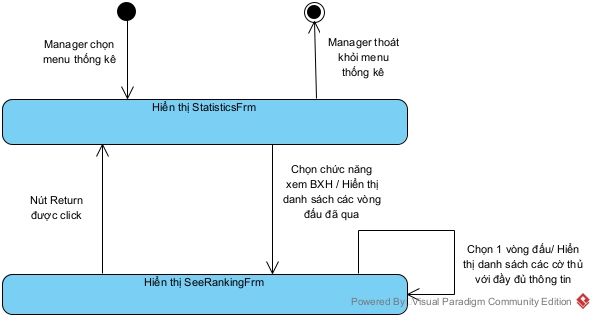 Manager chọn
menu thống kê
Manager thoát
khỏi menu
thống kê
Hiển thị StatisticsFrm
Nút Return
được click
Chọn chức năng
xem BXH / Hiển thị
danh sách các vòng
đấu đã qua
Chọn 1 vòng đấu/ Hiển
thị danh sách các cờ thủ
với đầy đủ thông tin
Hiển thị SeeRankingFrm
Powered By Visual Paradigm Community Edition